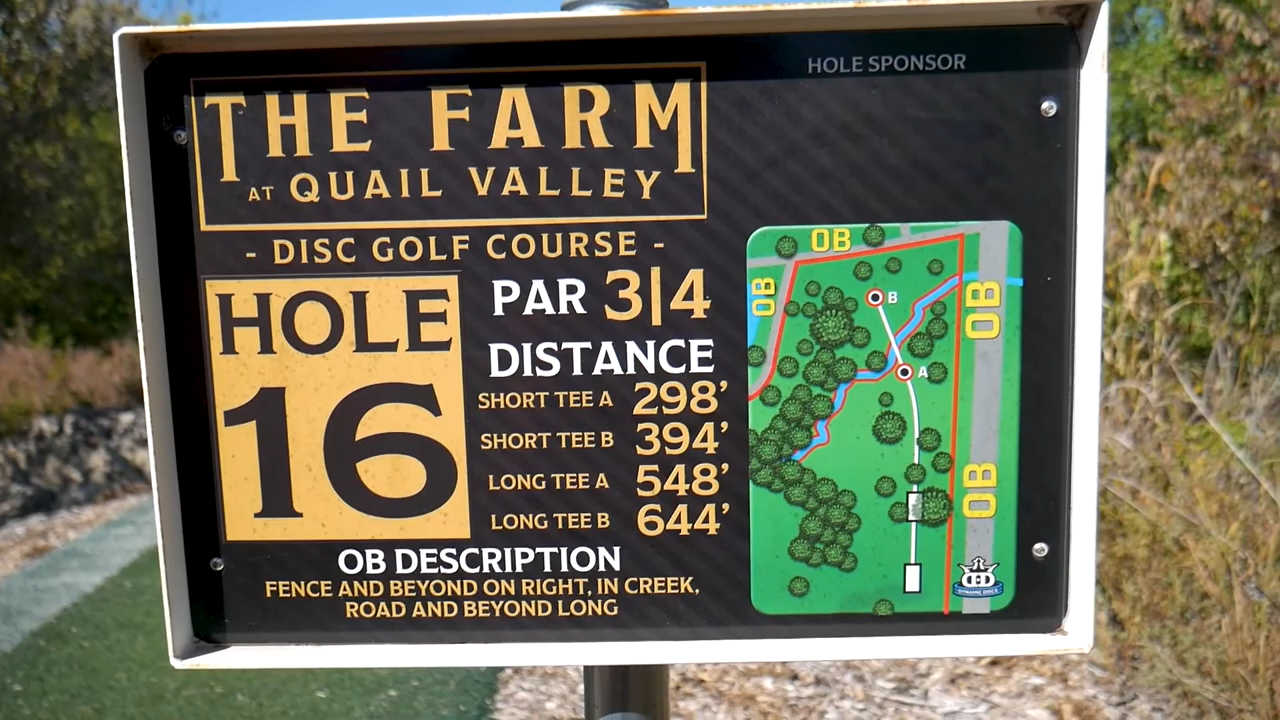 HOLE SPONSOR
THE FARM
AT QUAIL VALLEY
- DISC GOLF COURSE -
HOLE
16
PAR 3|4
DISTANCE
SHORT TEE A 298’
SHORT TEE B 394’
LONG TEE A 548’
LONG TEE B 644’
OB DESCRIPTION
FENCE AND BEYOND ON RIGHT, IN CREEK,
ROAD AND BEYOND LONG
OB
OB
OB
B
A
OB
DYNAMIC DISCS